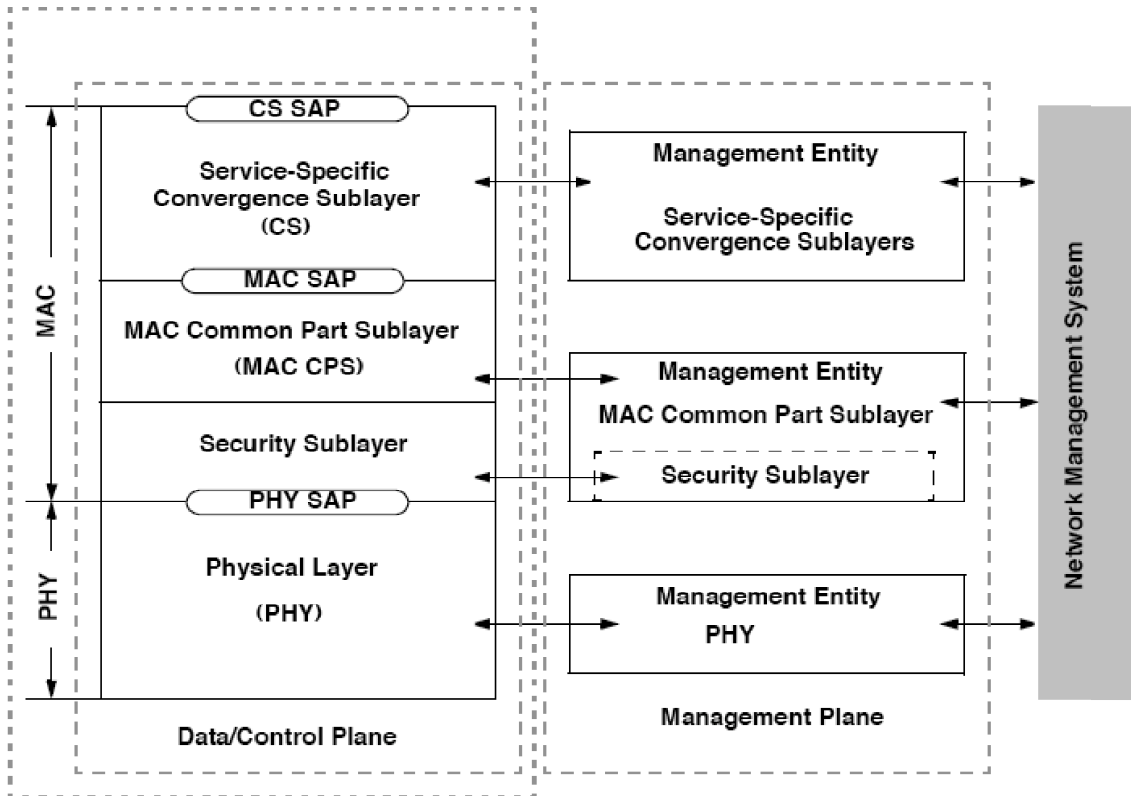 CS SAP
Service-Specific
Convergence Sublayer
(CS)
MAC SAP
MAC Common Part Sublayer
(MAC CPS)
Security Sublayer
PHY SAP
Physical Layer
(PHY)
Data/Control Plane
MAC
PHY
Management Entity
Service-Specific
Convergence Sublayers
Management Entity
MAC Common Part Sublayer
Security Sublayer
Management Entity
PHY
Management Plane
Network Management System